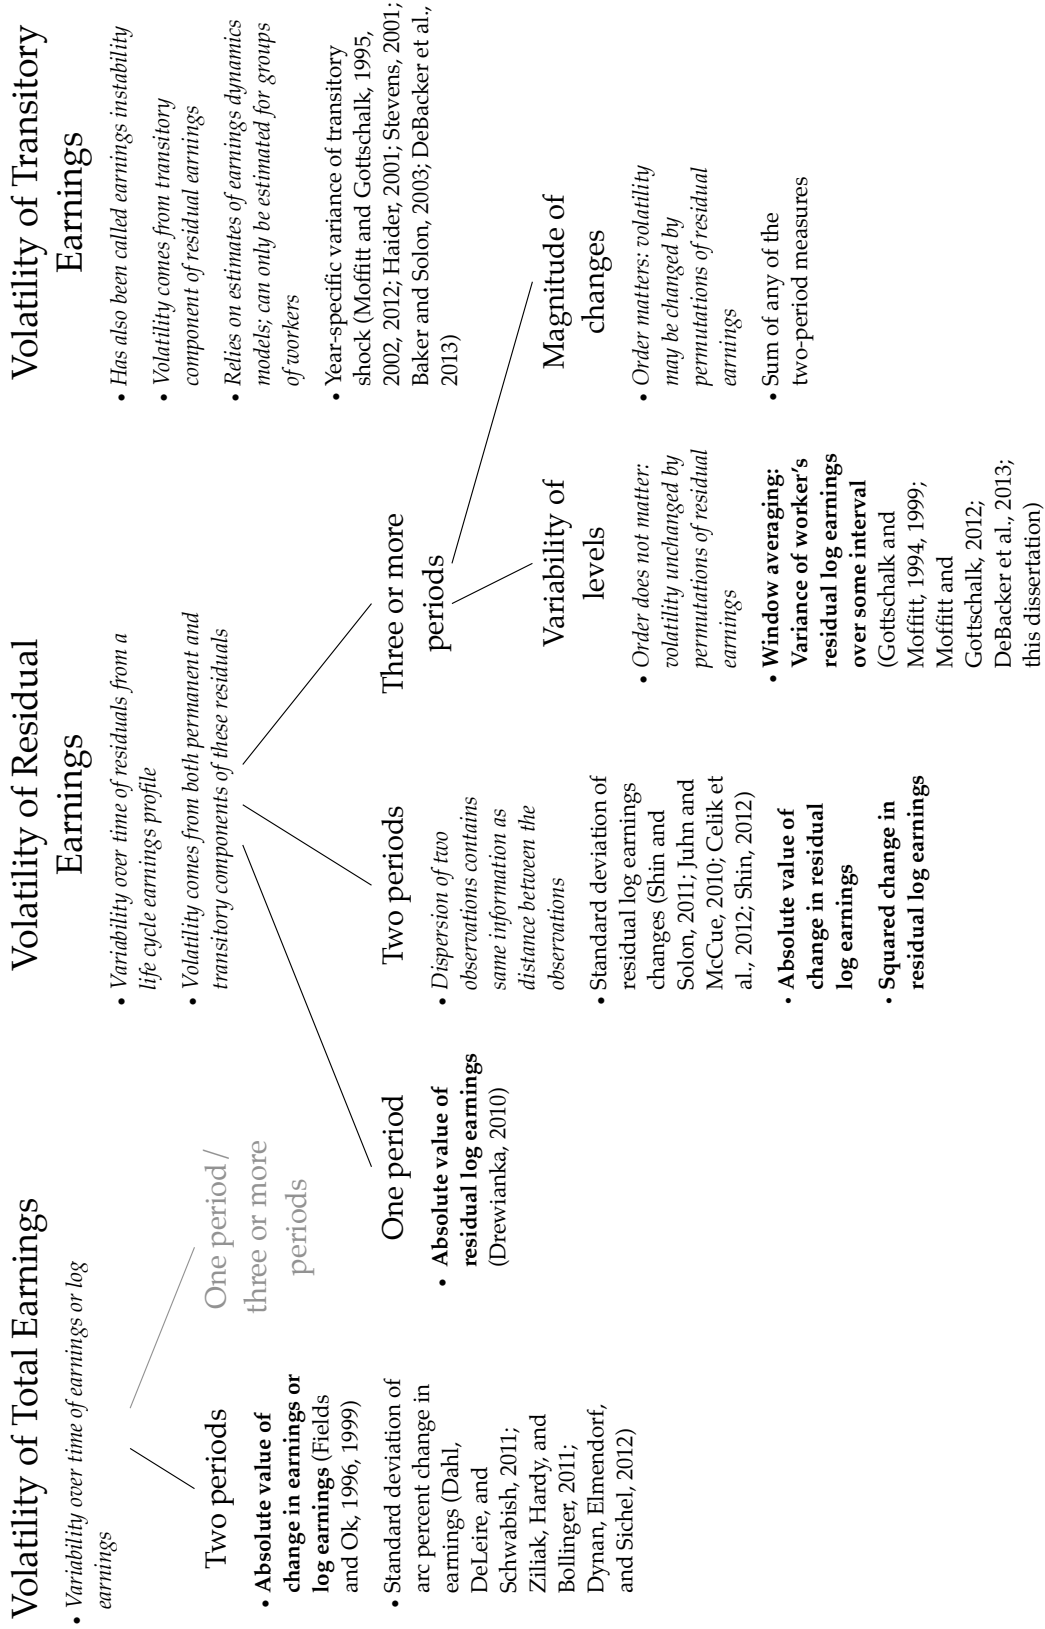 Volatility of Total Earnings
• Variability over time of earnings or log
earnings
Two periods
• Absolute value of
change in earnings or
log earnings (Fields
and Ok, 1996, 1999)
• Standard deviation of
arc percent change in
earnings (Dahl,
DeLeire, and
Schwabish, 2011;
Ziliak, Hardy, and
Bollinger, 2011;
Dynan, Elmendorf,
and Sichel, 2012)
One period/
three or more
periods
Volatility of Residual
Earnings
• Variability over time of residuals from a
life cycle earnings profile
• Volatility comes from both permanent and
transitory components of these residuals
One period
• Absolute value of
residual log earnings
(Drewianka, 2010)
Two periods
• Dispersion of two
observations contains
same information as
distance between the
observations
• Standard deviation of
residual log earnings
changes (Shin and
Solon, 2011; Juhn and
McCue, 2010; Celik et
al., 2012; Shin, 2012)
• Absolute value of
change in residual
log earnings
• Squared change in
residual log earnings
Three or more
periods
Variability of
levels
• Order does not matter:
volatility unchanged by
permutations of residual
earnings
• Window averaging:
Variance of worker's
residual log earnings
over some interval
(Gottschalk and
Moffitt, 1994, 1999;
Moffitt and
Gottschalk, 2012;
DeBacker et al., 2013;
this dissertation)
Magnitude of
changes
• Order matters: volatility
may be changed by
permutations of residual
earnings
• Sum of any of the
two-period measures
Volatility of Transitory
Earnings
• Has also been called earnings instability
• Volatility comes from transitory
component of residual earnings
• Relies on estimates of earnings dynamics
models; can only be estimated for groups
of workers
• Year-specific variance of transitory
shock (Moffitt and Gottschalk, 1995,
2002, 2012; Haider, 2001; Stevens, 2001;
Baker and Solon, 2003; DeBacker et al.,
2013)